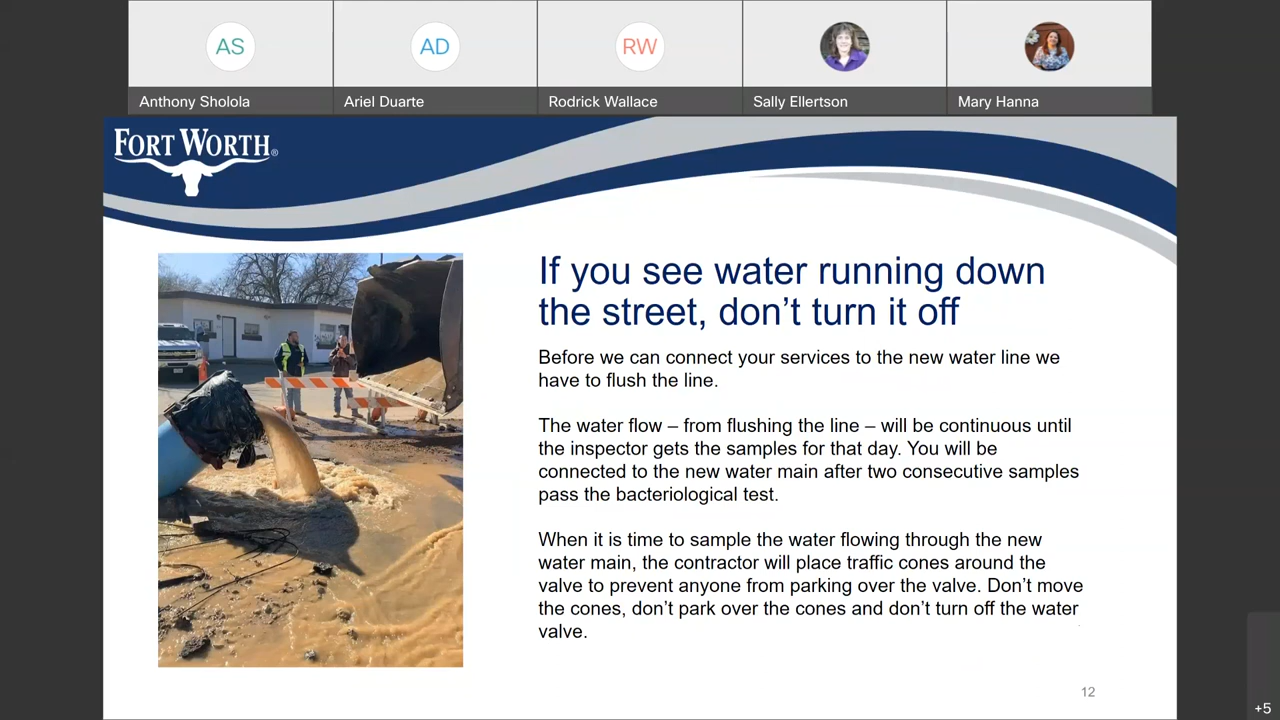 AS
AD
RW
Anthony Sholola
Ariel Duarte
Rodrick Wallace
Sally Ellertson
Mary Hanna
FORT WORTH®
If you see water running down
the street, don’t turn it off
Before we can connect your services to the new water line we
have to flush the line.
The water flow – from flushing the line – will be continuous until
the inspector gets the samples for that day. You will be
connected to the new water main after two consecutive samples
pass the bacteriological test.
When it is time to sample the water flowing through the new
water main, the contractor will place traffic cones around the
valve to prevent anyone from parking over the valve. Don’t move
the cones, don’t park over the cones and don’t turn off the water
valve.
12
+5